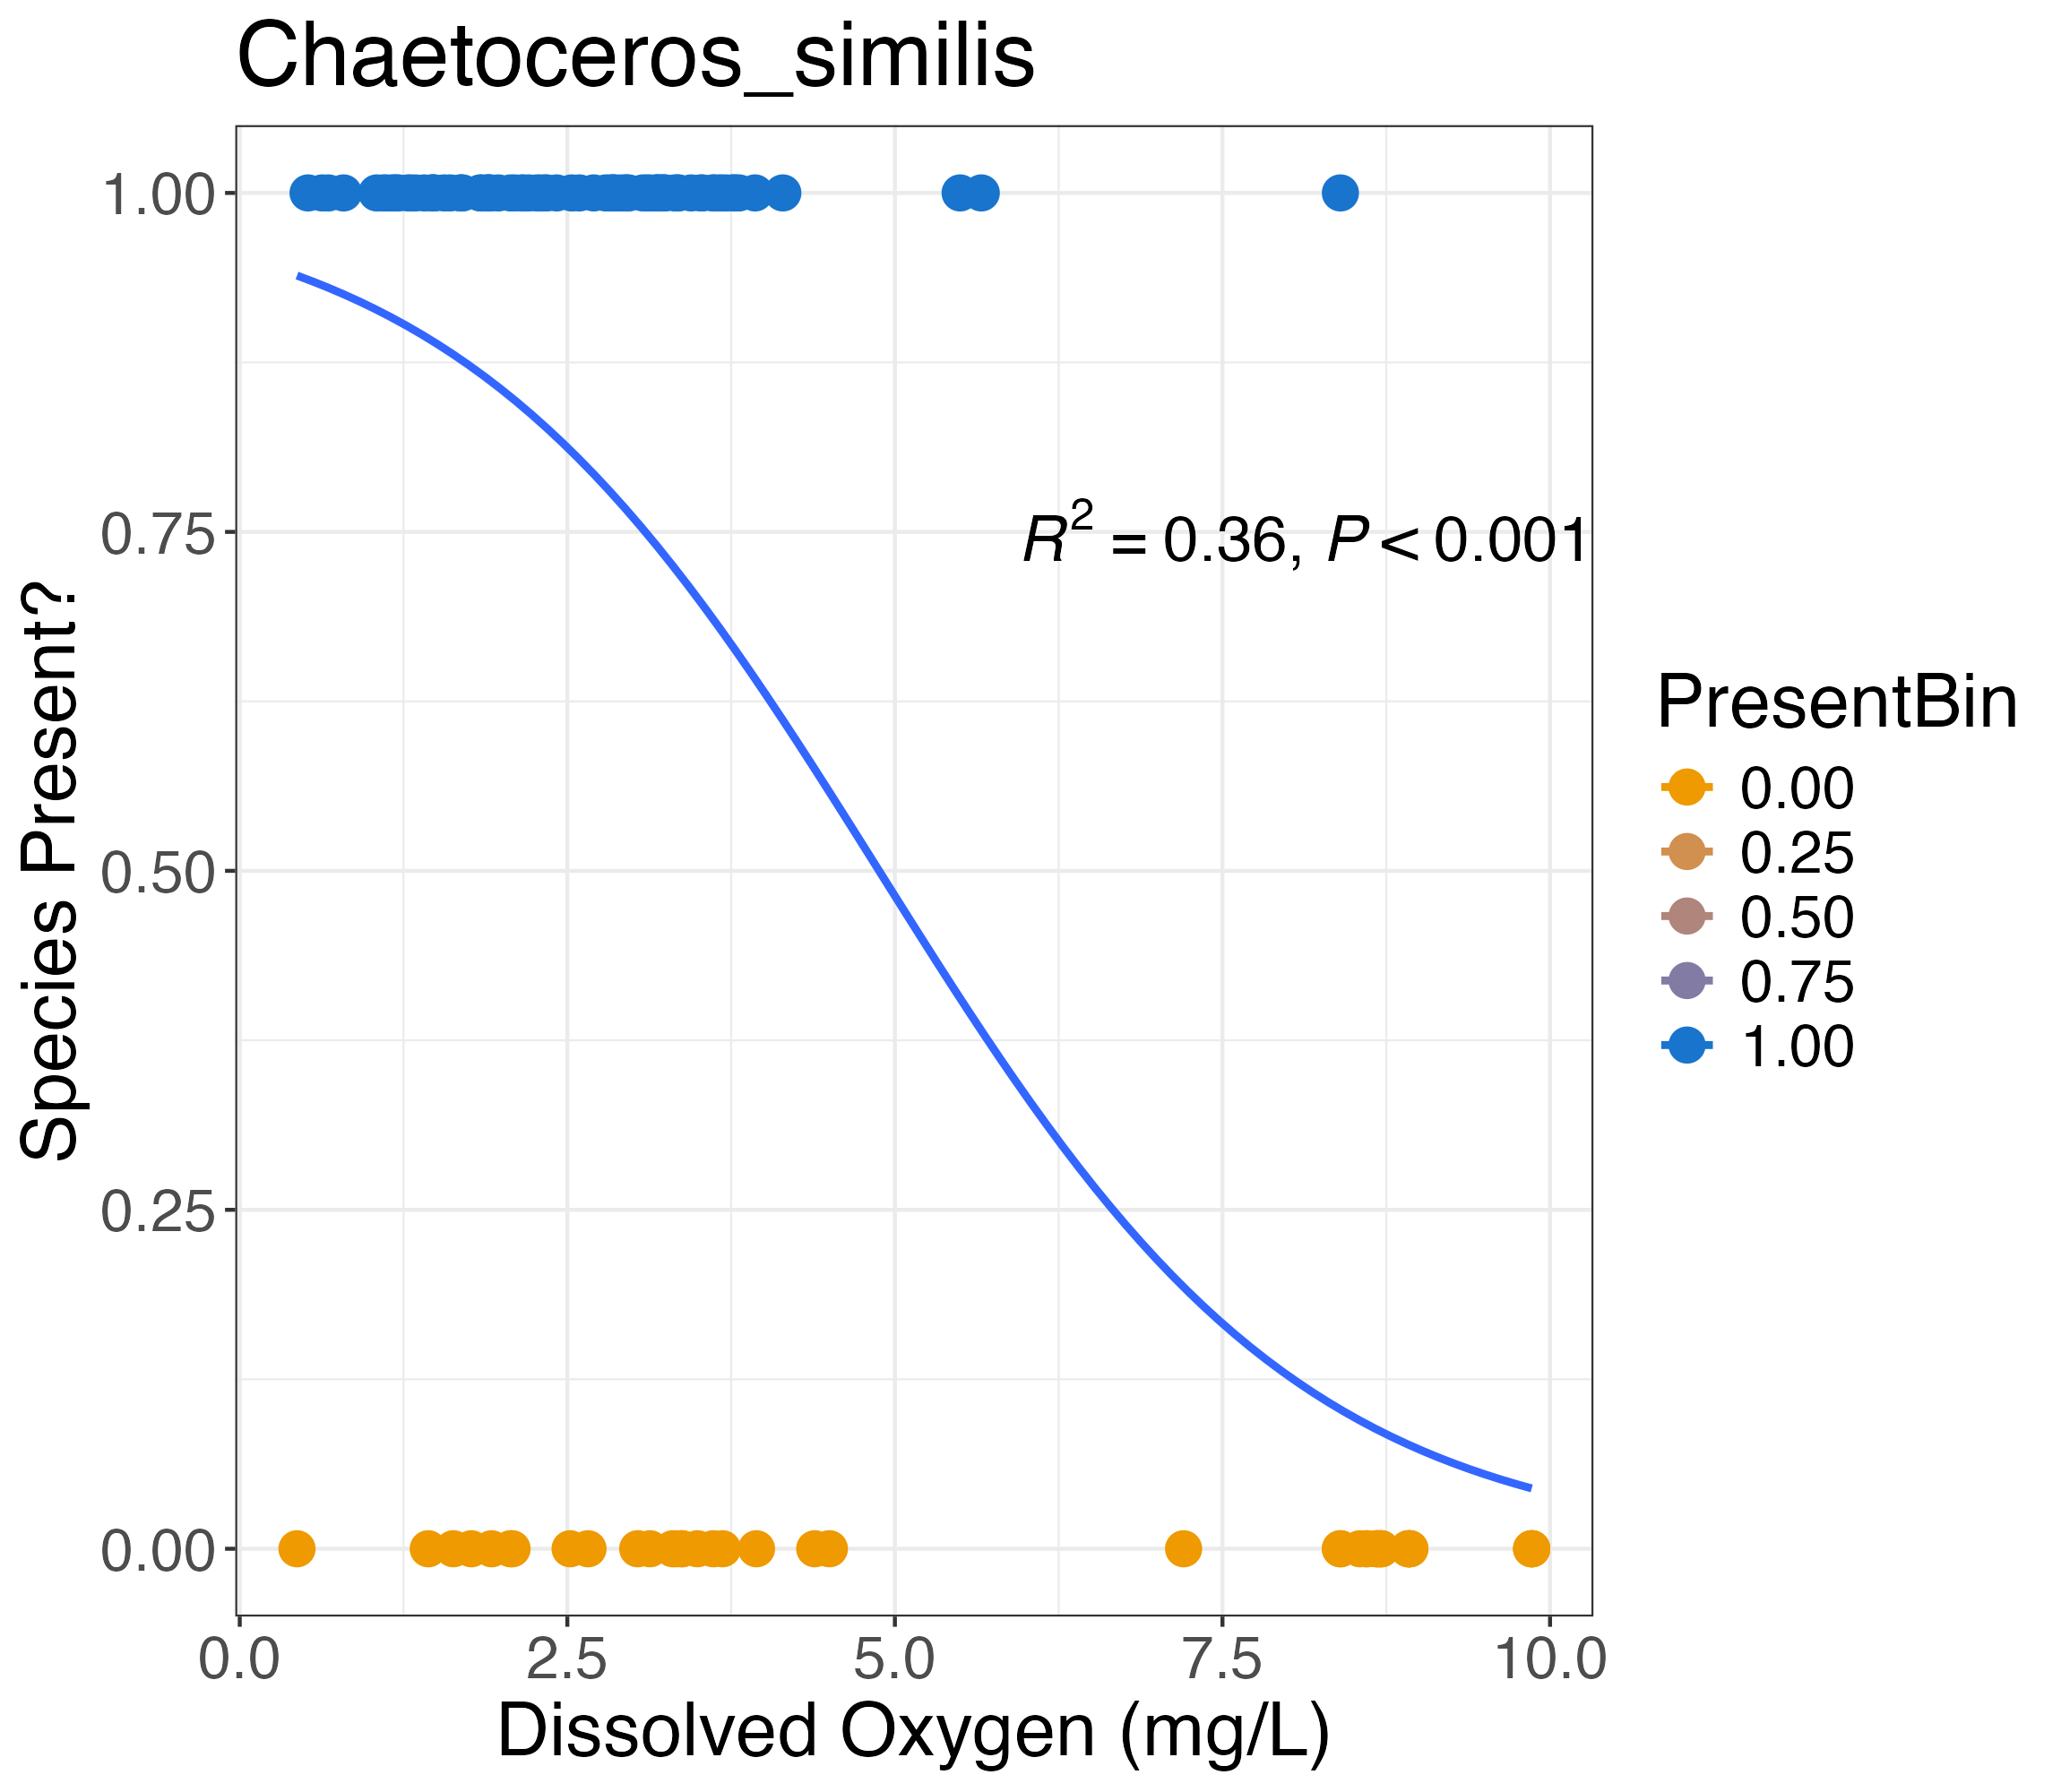 Chaetoceros_similis
1.00
0.75
0.50
0.25
0.00
Species Present?
R² = 0.36, P < 0.001
0.0 2.5 5.0 7.5 10.0
Dissolved Oxygen (mg/L)
PresentBin
0.00
0.25
0.50
0.75
1.00